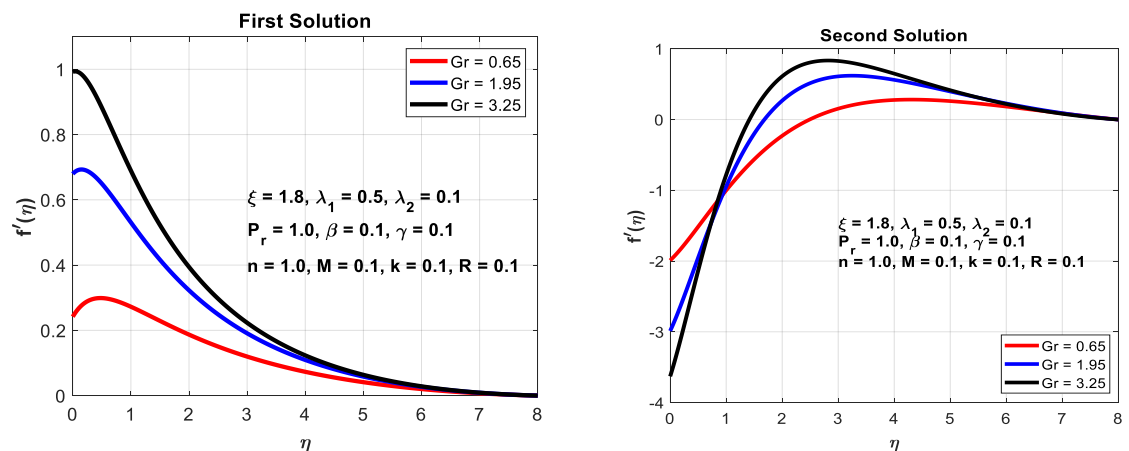 First Solution
Gr = 0.65
Gr = 1.95
Gr = 3.25
ξ = 1.8, λ1 = 0.5, λ2 = 0.1
Pr = 1.0, β = 0.1, γ = 0.1
n = 1.0, M = 0.1, k = 0.1, R = 0.1
f'(η)
1
0.8
0.6
0.4
0.2
0
0 1 2 3 4 5 6 7 8
η
Second Solution
1
0
-1
-2
-3
-4
f'(η)
ξ = 1.8, λ1 = 0.5, λ2 = 0.1
Pr = 1.0, β = 0.1, γ = 0.1
n = 1.0, M = 0.1, k = 0.1, R = 0.1
Gr = 0.65
Gr = 1.95
Gr = 3.25
0 1 2 3 4 5 6 7 8
η